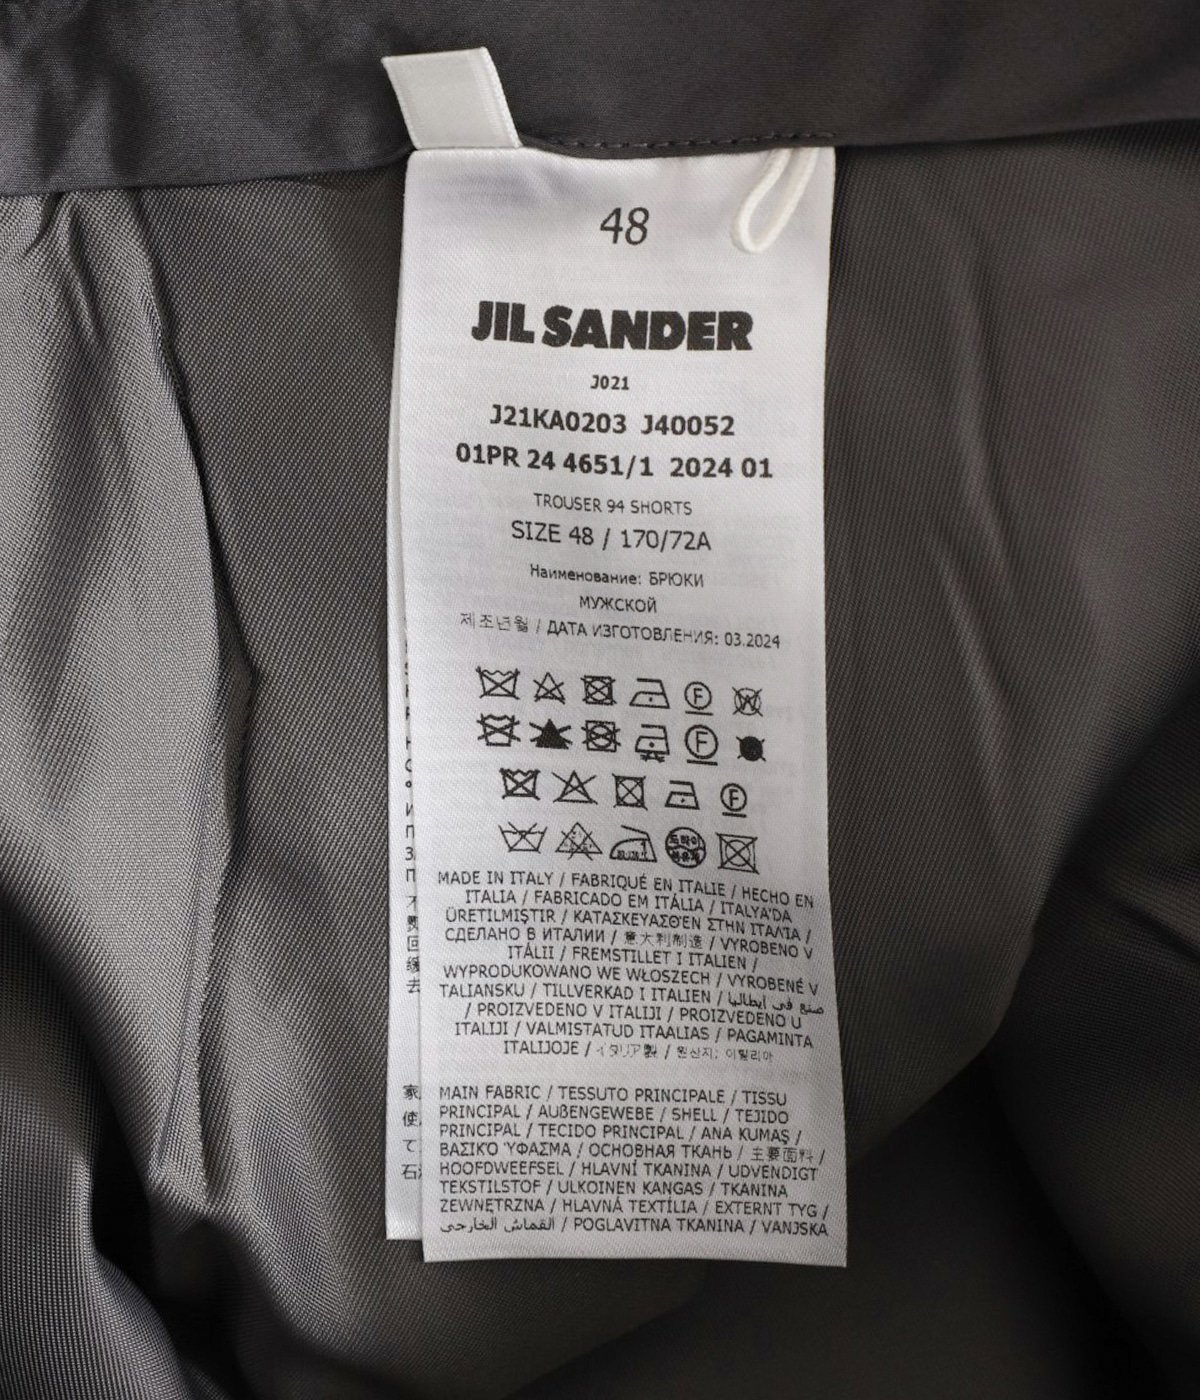 48
JIL SANDER
J021
J21KA0203 J40052
01PR 24 4651/1 2024 01
TROUSER 94 SHORTS
SIZE 48 / 170/72A
Наименование: БРЮКИ
МУЖСКОЙ
제조년월 / ДАТА ИЗГОТОВЛЕНИЯ: 03.2024
MADE IN ITALY / FABRIQUÉ EN ITALIE / HECHO EN
ITALIA / FABRICADO EM ITÁLIA / ITALYA'DA
ÜRETILMIŞTIR / ΚΑΤΑΣΚΕΥΑΣΘΕΝ ΣΤΗΝ ΙΤΑΛΙΑ /
СДЕЛАНО В ИТАЛИИ / 意大利制造 / VYROBENO V
ITÁLII / FREMSTILLET I ITALIEN /
WYPRODUKOWANO WE WŁOSZECH / VYROBENÉ V
TALIANSKU / TILLVERKAD I ITALIEN / صنع في إيطاليا
/ PROIZVEDENO V ITALIJI / PROIZVEDENO U
ITALIJI / VALMISTATUD ITAALIAS / PAGAMINTA
ITALIJOJE / イタリア製 / 원산지: 이탈리아
MAIN FABRIC / TESSUTO PRINCIPALE / TISSU
PRINCIPAL / AUßENGEWEBE / SHELL / TEJIDO
PRINCIPAL / TECIDO PRINCIPAL / ANA KUMAŞ /
ΒΑΣΙΚΟ ΎΦΑΣΜΑ / ОСНОВНАЯ ТКАНЬ / 主要面料 /
HOOFDWEEFSEL / HLAVNÍ TKANINA / UDVENDIGT
TEKSTILSTOF / ULKOINEN KANGAS / TKANINA
ZEWNĘTRZNA / HLAVNÁ TEXTÍLIA / EXTERNT TYG /
القماش الخارجي / POGLAVITNA TKANINA / VANJSKA